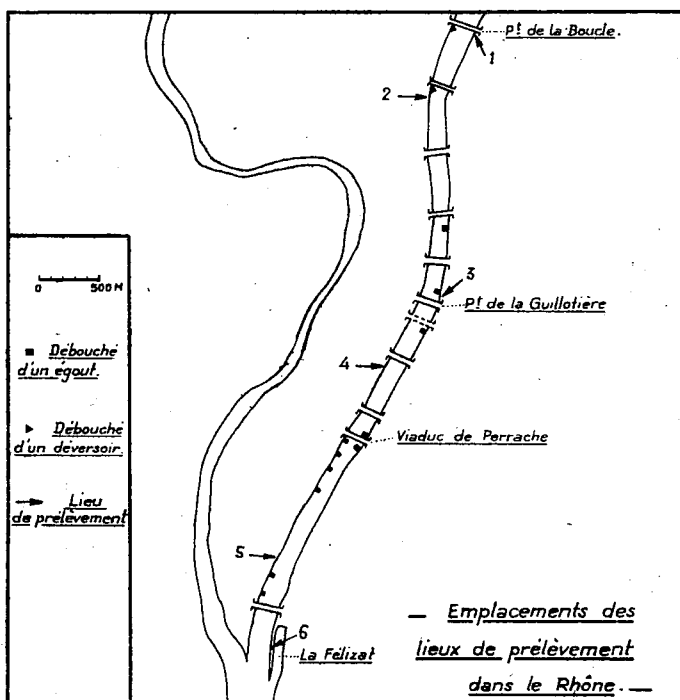 Pt de la Boucle.
1
2
3
Pt de la Guillotière
4
Viaduc de Perrache
5
6
La Félizat
0 500 M
Débouché
d'un égout.
Débouché
d'un déversoir.
Lieu
de prélèvement
— Emplacements des
lieux de prélèvement
dans le Rhône. —